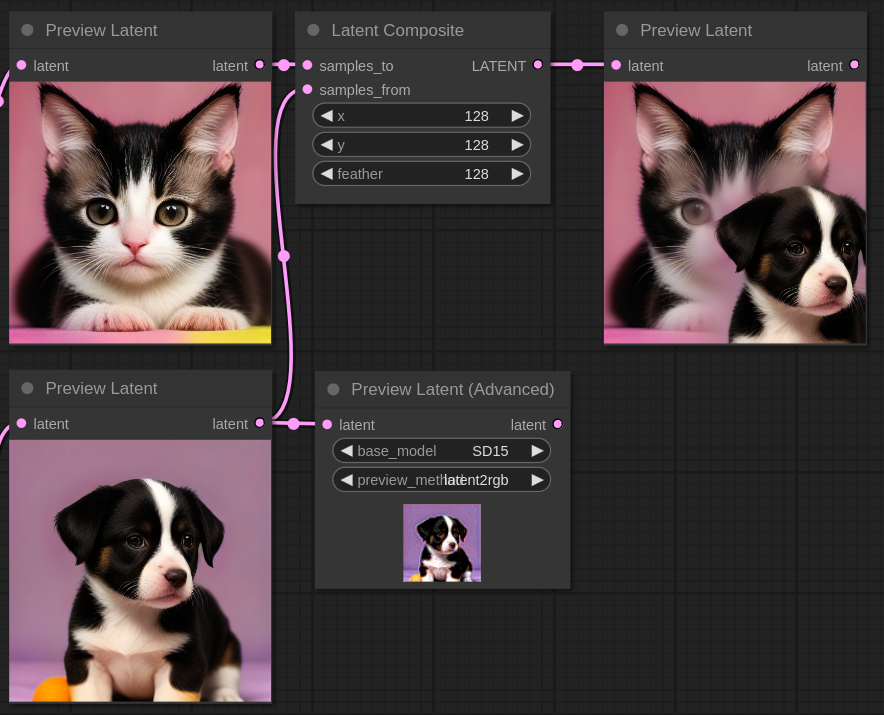 Preview Latent
latent latent
Latent Composite
samples_to LATENT
samples_from
x 128
y 128
feather 128
Preview Latent
latent latent
Preview Latent
latent latent
Preview Latent (Advanced)
latent latent
base_model SD15
preview_method latent2rgb